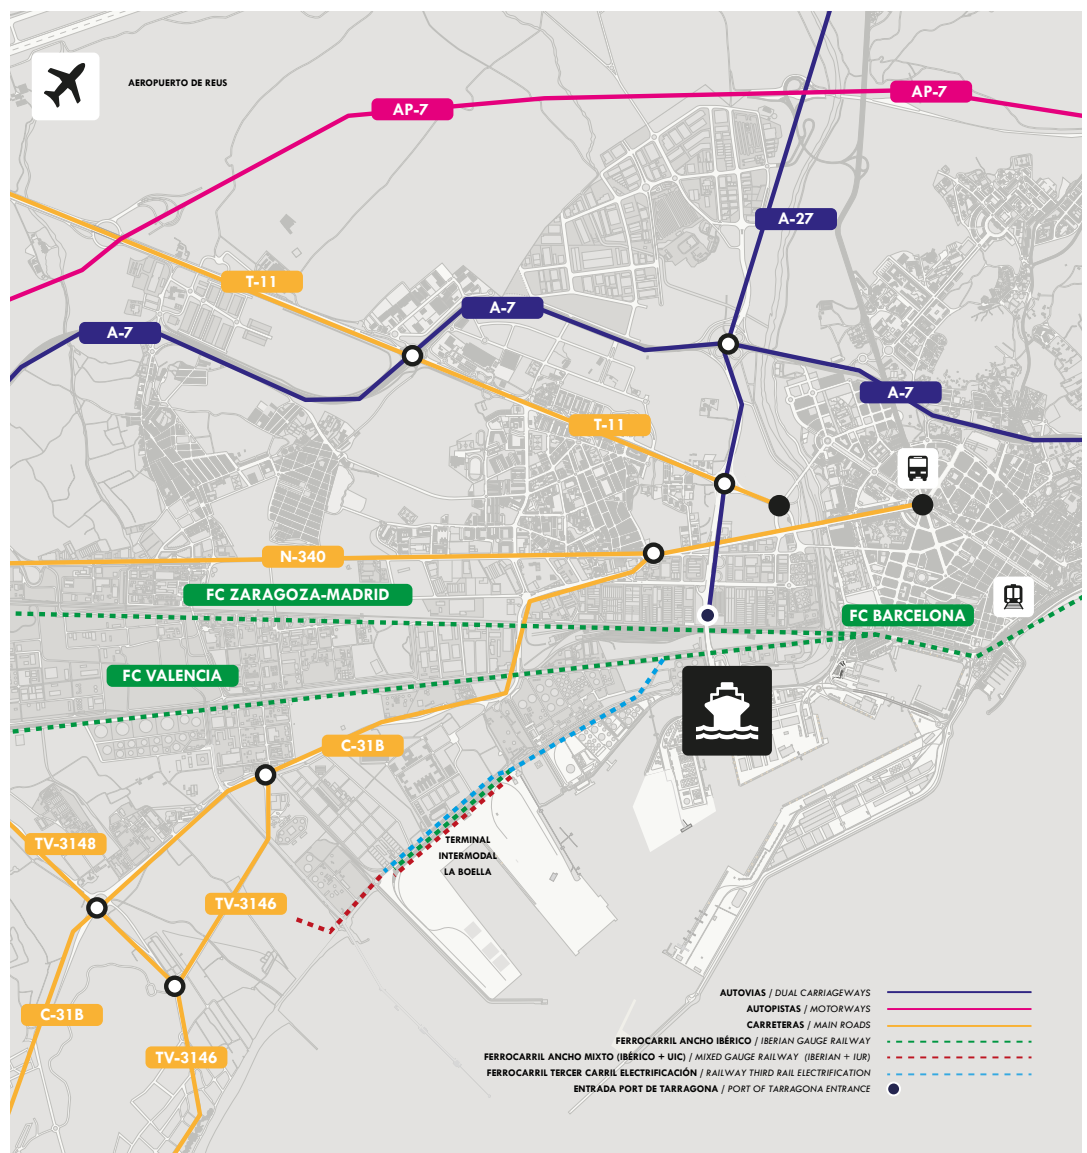 AEROPUERTO DE REUS
AP-7
AP-7
A-27
T-11
A-7
A-7
A-7
T-11
N-340
FC ZARAGOZA-MADRID
FC BARCELONA
FC VALENCIA
C-31B
TERMINAL
INTERMODAL
LA BOELLA
TV-3148
TV-3146
C-31B
TV-3146
AUTOVIAS / DUAL CARRIAGEWAYS
AUTOPISTAS / MOTORWAYS
CARRETERAS / MAIN ROADS
FERROCARRIL ANCHO IBÉRICO / IBERIAN GAUGE RAILWAY
FERROCARRIL ANCHO MIXTO (IBÉRICO + UIC) / MIXED GAUGE RAILWAY (IBERIAN + IUR)
FERROCARRIL TERCER CARRIL ELECTRIFICACIÓN / RAILWAY THIRD RAIL ELECTRIFICATION
ENTRADA PORT DE TARRAGONA / PORT OF TARRAGONA ENTRANCE